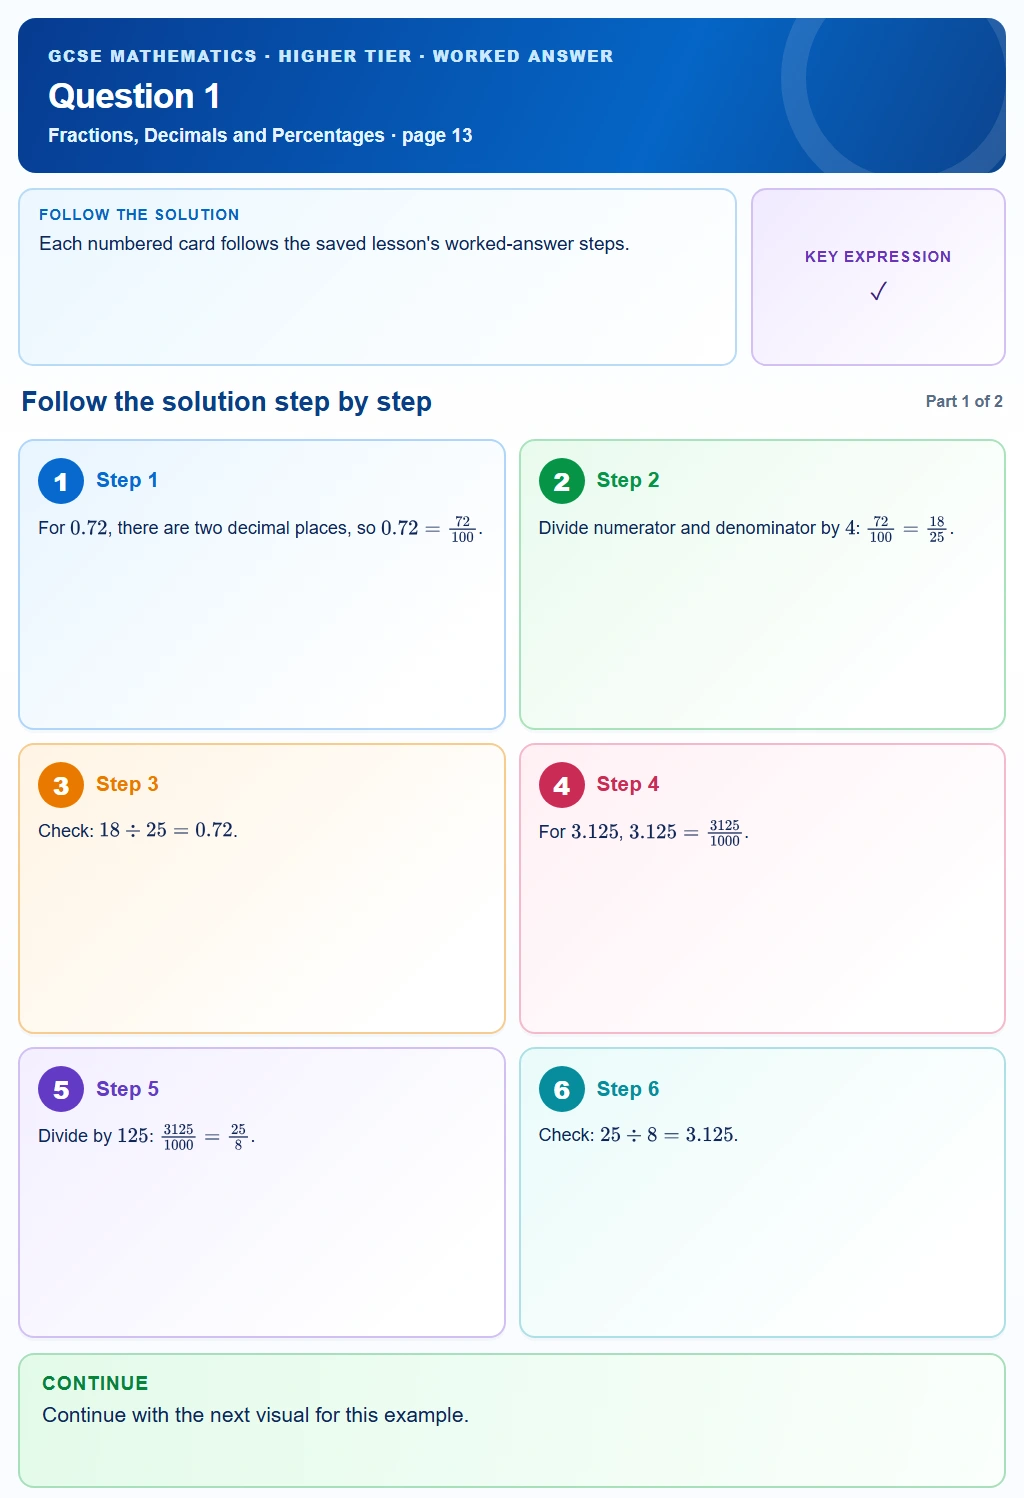 GCSE MATHEMATICS · HIGHER TIER · WORKED ANSWER
Question 1
Fractions, Decimals and Percentages · page 13
FOLLOW THE SOLUTION
Each numbered card follows the saved lesson's worked-answer steps.
KEY EXPRESSION
✓
Follow the solution step by step
Part 1 of 2
1 Step 1
For 0.72, there are two decimal places, so 0.72 = 72/100.
2 Step 2
Divide numerator and denominator by 4: 72/100 = 18/25.
3 Step 3
Check: 18 ÷ 25 = 0.72.
4 Step 4
For 3.125, 3.125 = 3125/1000.
5 Step 5
Divide by 125: 3125/1000 = 25/8.
6 Step 6
Check: 25 ÷ 8 = 3.125.
CONTINUE
Continue with the next visual for this example.